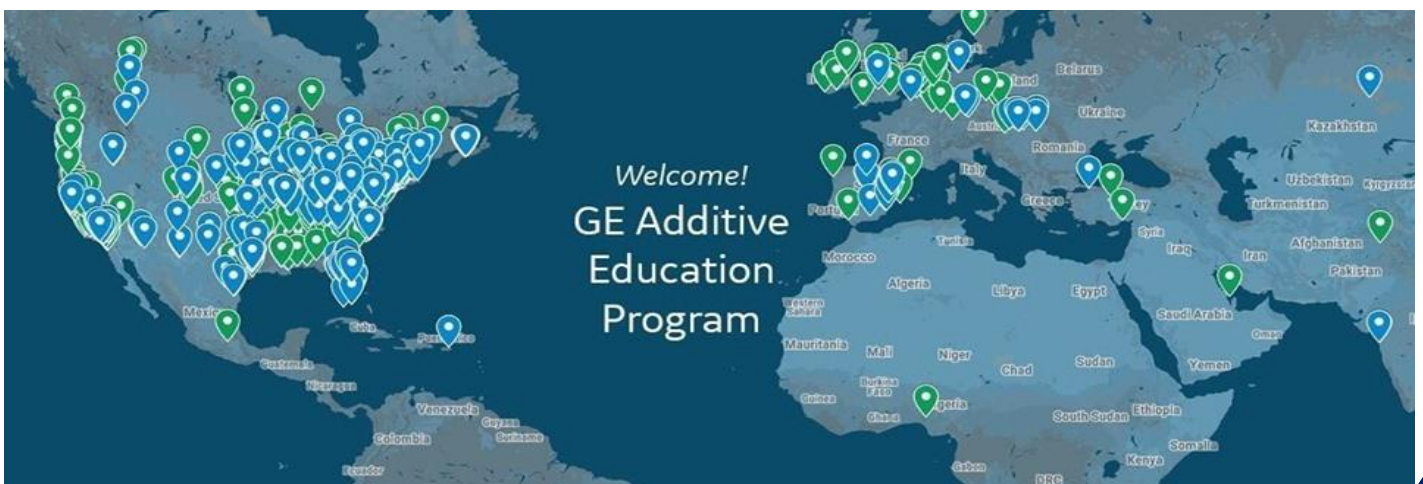 Welcome!
GE Additive
Education
Program
Belarus
Ukraine
Kazakhstan
France
Romania
Italy
Greece
Uzbekistan
Turkmenistan
Syria
Iraq
Iran
Afghanistan
Pakistan
Tunisia
Morocco
Algeria
Libya
Egypt
Western
Sahara
Saudi Arabia
Oman
Mauritania
Mali
Niger
Chad
Sudan
Yemen
Burkina
Faso
Guinea
Ghana
South Sudan
Ethiopia
Somalia
Gabon
DRC
Kenya
Cuba
Guatemala
Nicaragua
Venezuela
Guyana
Suriname
Colombia
Ecuador